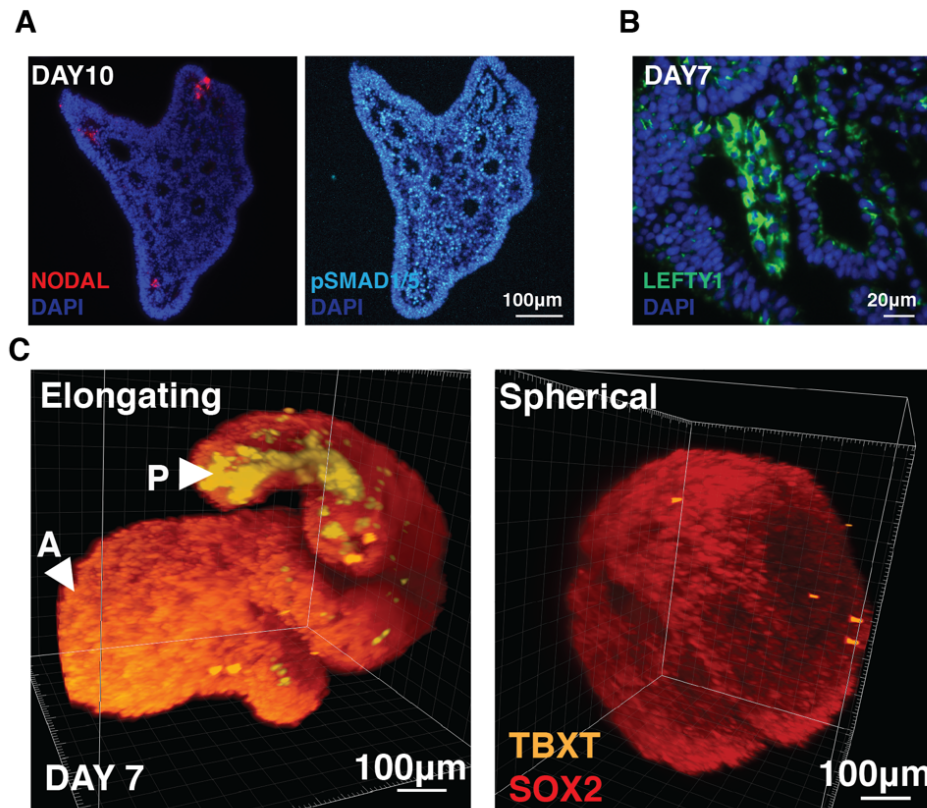 A
DAY10
NODAL
DAPI
pSMAD1/5
DAPI
100µm
B
DAY7
LEFTY1
DAPI
20µm
C
Elongating
P
A
DAY 7
100µm
Spherical
TBXT
SOX2
100µm